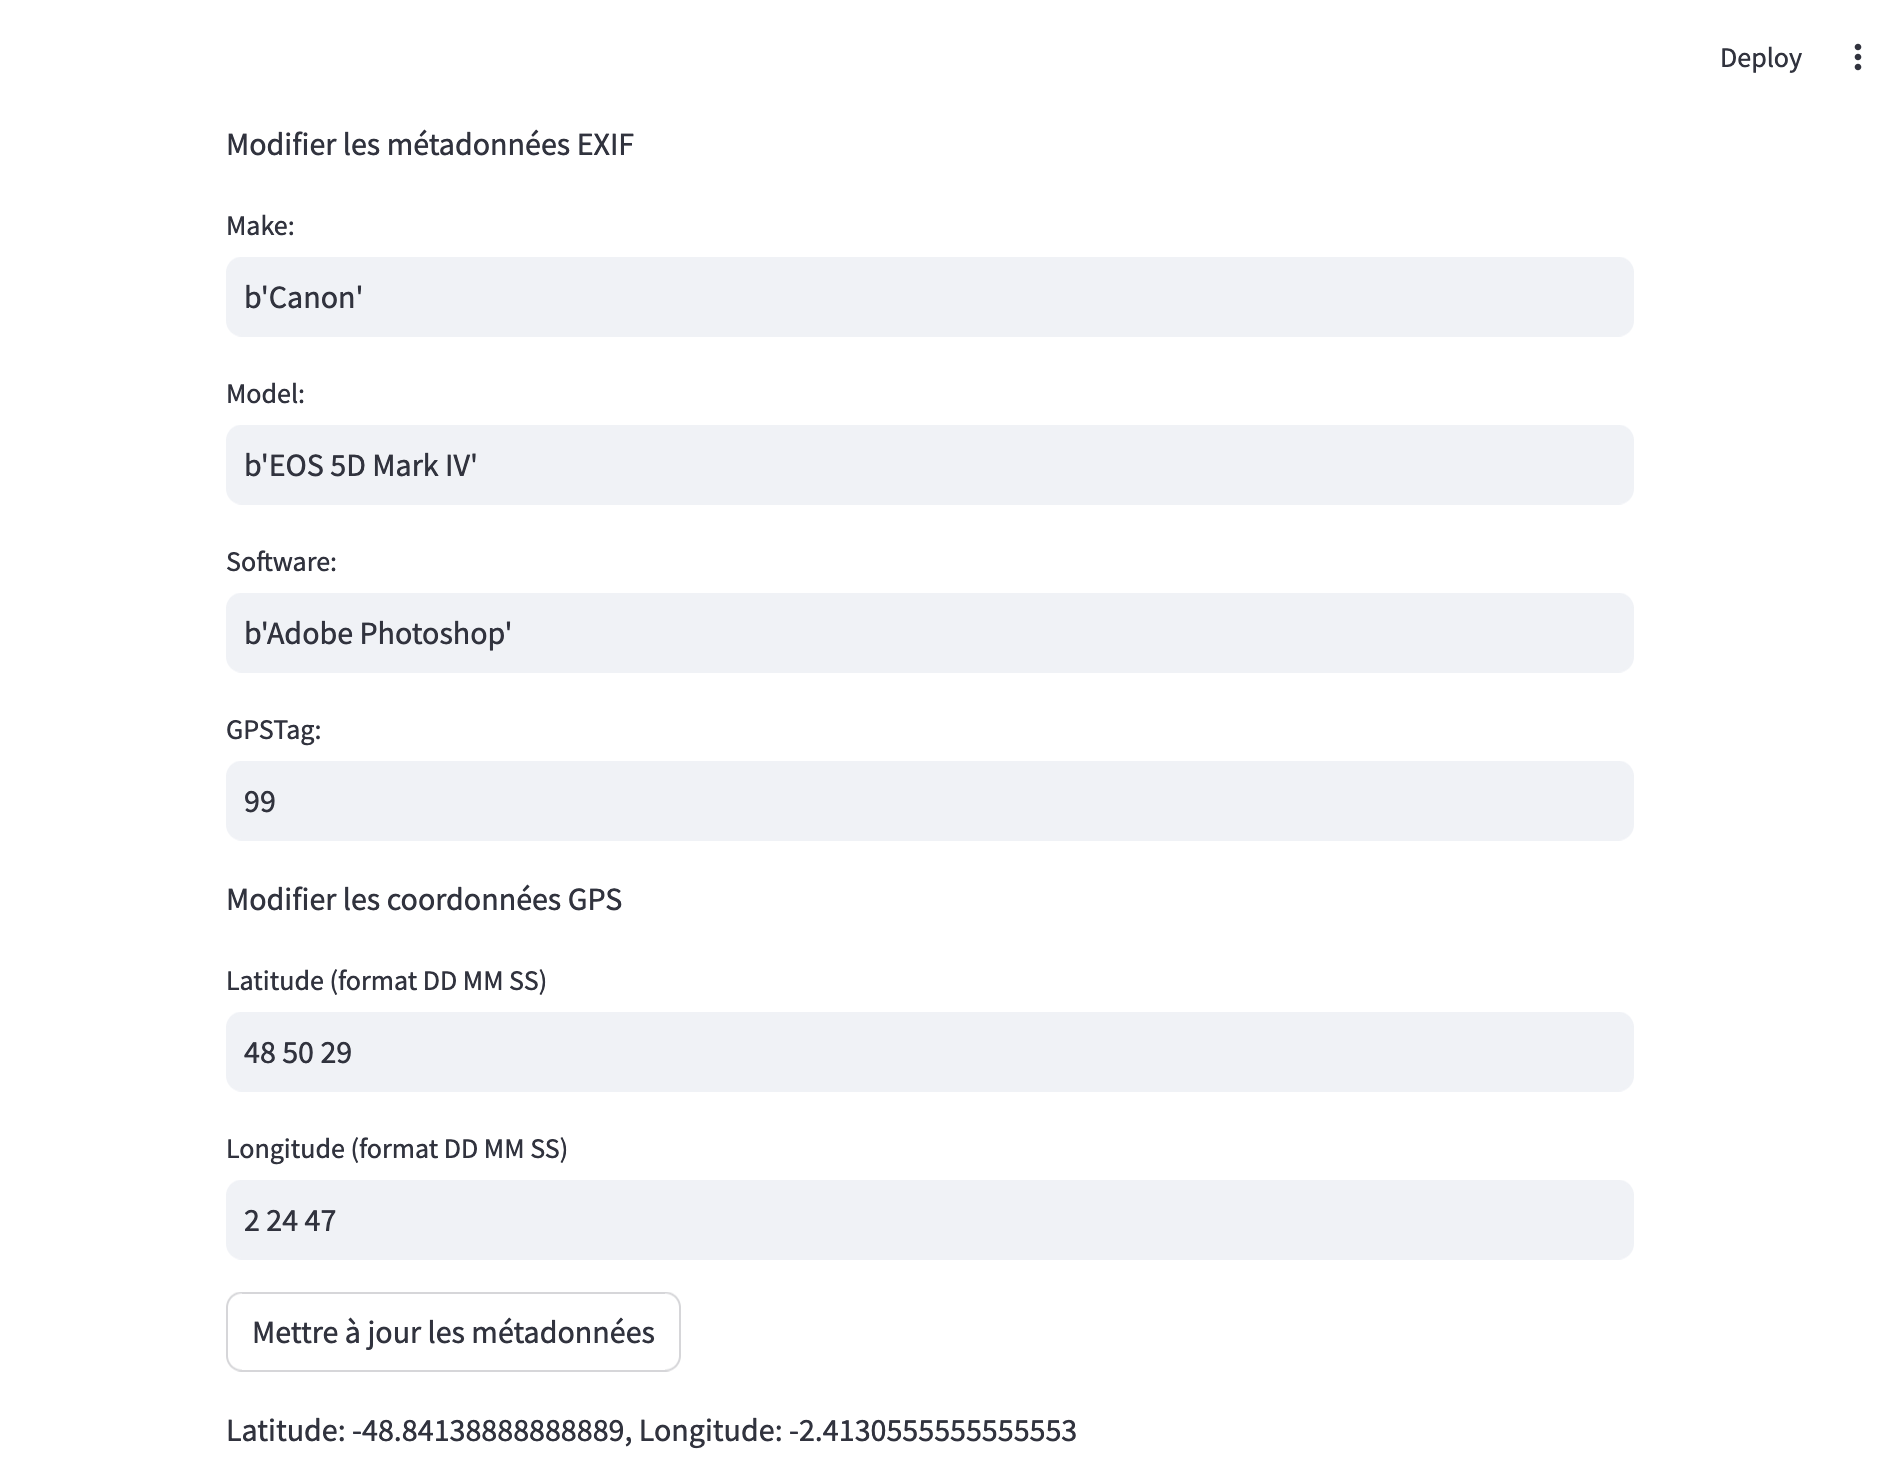 Deploy
Modifier les métadonnées EXIF
Make:
b'Canon'
Model:
b'EOS 5D Mark IV'
Software:
b'Adobe Photoshop'
GPSTag:
99
Modifier les coordonnées GPS
Latitude (format DD MM SS)
48 50 29
Longitude (format DD MM SS)
2 24 47
Mettre à jour les métadonnées
Latitude: -48.84138888888889, Longitude: -2.4130555555555553